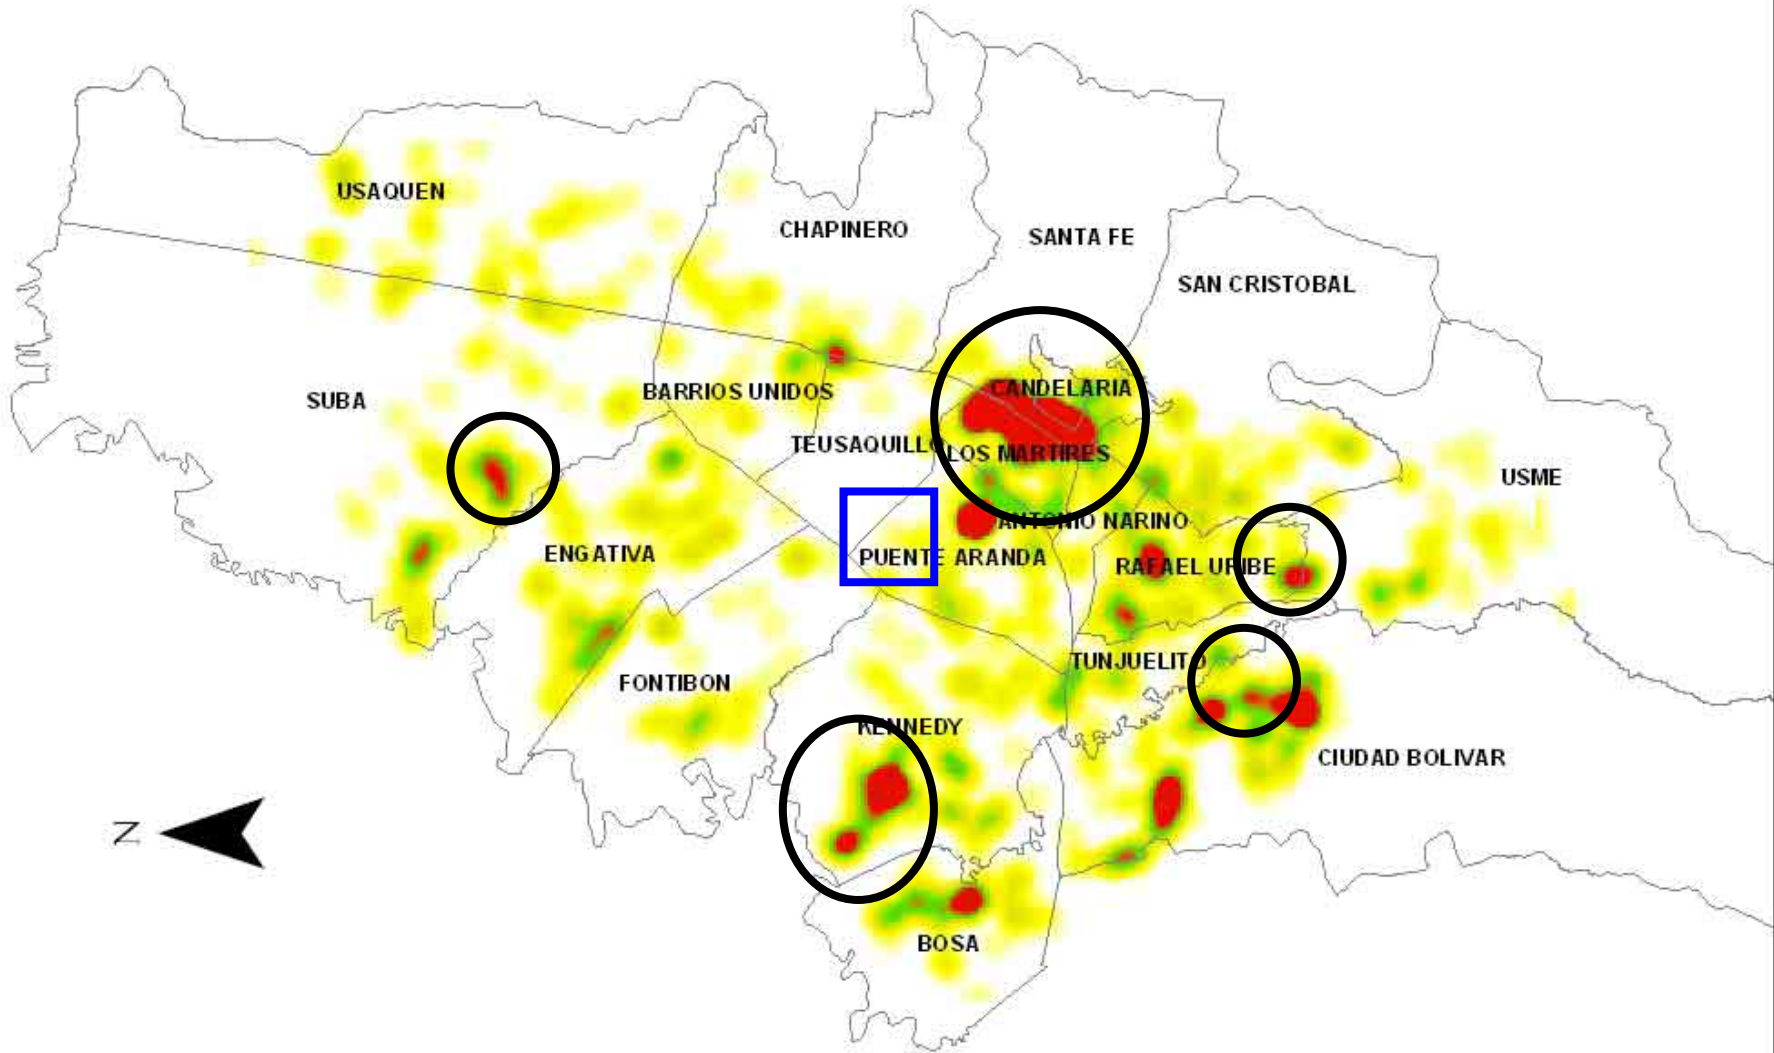 USAQUEN
CHAPINERO
SANTA FE
SAN CRISTOBAL
SUBA
BARRIOS UNIDOS
CANDELARIA
TEUSAQUILLO
LOS MARTIRES
USME
ANTONIO NARINO
ENGATIVA
PUENTE ARANDA
RAFAEL URIBE
TUNJUELITO
FONTIBON
KENNEDY
CIUDAD BOLIVAR
N
BOSA